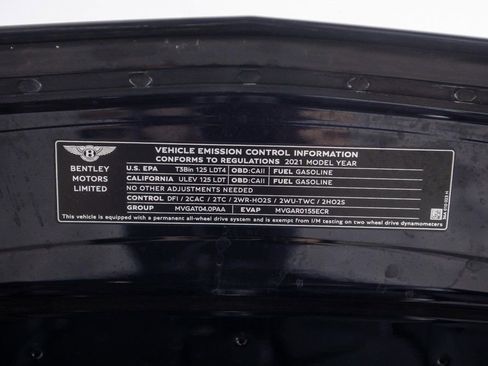 VEHICLE EMISSION CONTROL INFORMATION
CONFORMS TO REGULATIONS 2021 MODEL YEAR
B
BENTLEY
MOTORS
LIMITED
U.S. EPA T3Bin 125 LDT4 OBD:CAII FUEL GASOLINE
CALIFORNIA ULEV 125 LDT OBD:CAII FUEL GASOLINE
NO OTHER ADJUSTMENTS NEEDED
CONTROL DFI / 2CAC / 2TC / 2WR-HO2S / 2WU-TWC / 2HO2S
GROUP MVGAT04.0PAA EVAP MVGAR0155ECR
This vehicle is equipped with a permanent all-wheel drive system and is exempt from I/M testing on two wheel drive dynamometers